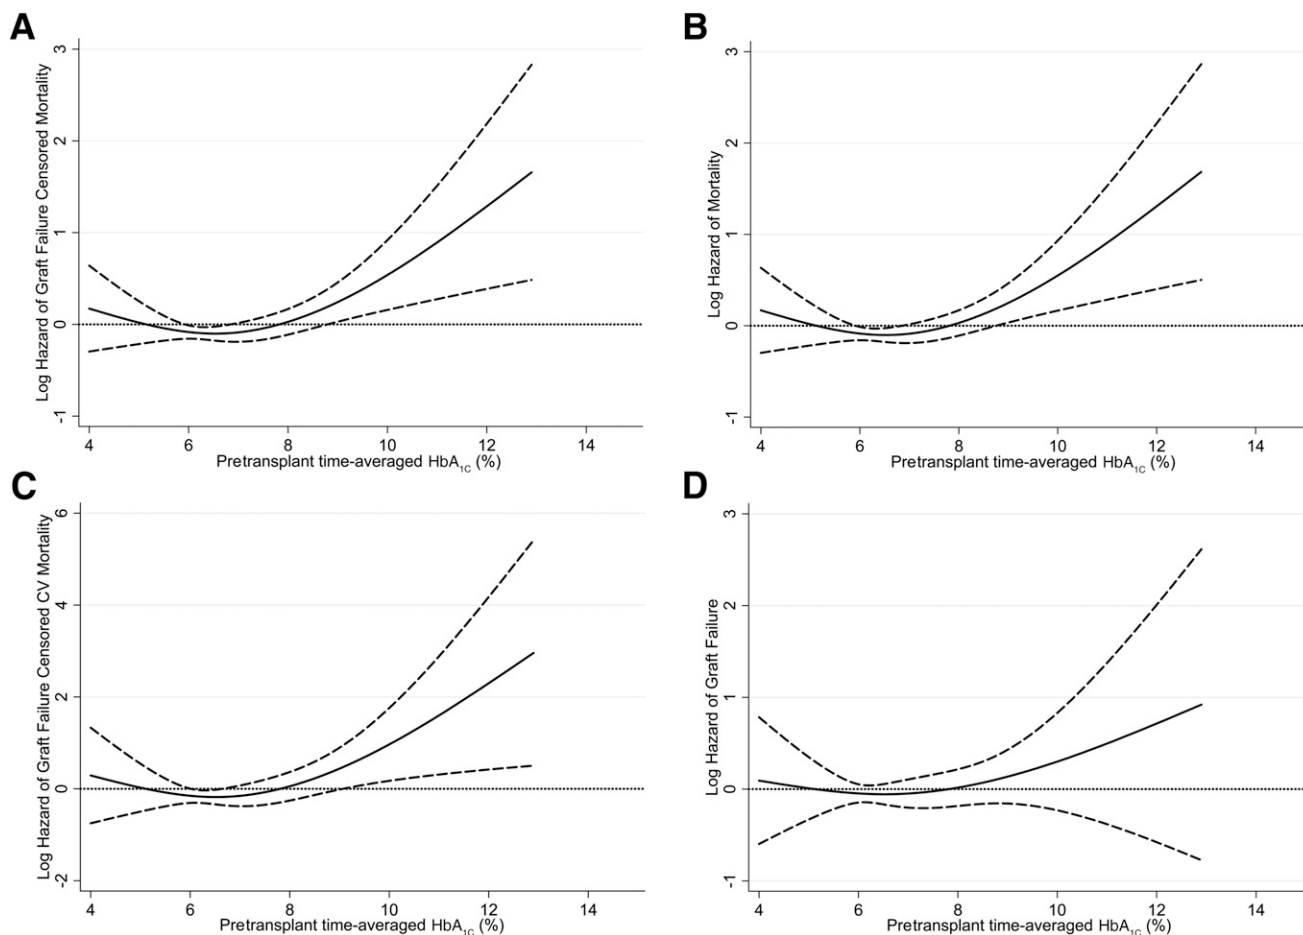 A
Log Hazard of Graft Failure Censored Mortality
3
2
1
0
-1
4 6 8 10 12 14
Pretransplant time-averaged HbA1C (%)
B
Log Hazard of Mortality
3
2
1
0
-1
4 6 8 10 12 14
Pretransplant time-averaged HbA1C (%)
C
Log Hazard of Graft Failure Censored CV Mortality
6
4
2
0
-2
4 6 8 10 12 14
Pretransplant time-averaged HbA1C (%)
D
Log Hazard of Graft Failure
3
2
1
0
-1
4 6 8 10 12 14
Pretransplant time-averaged HbA1C (%)